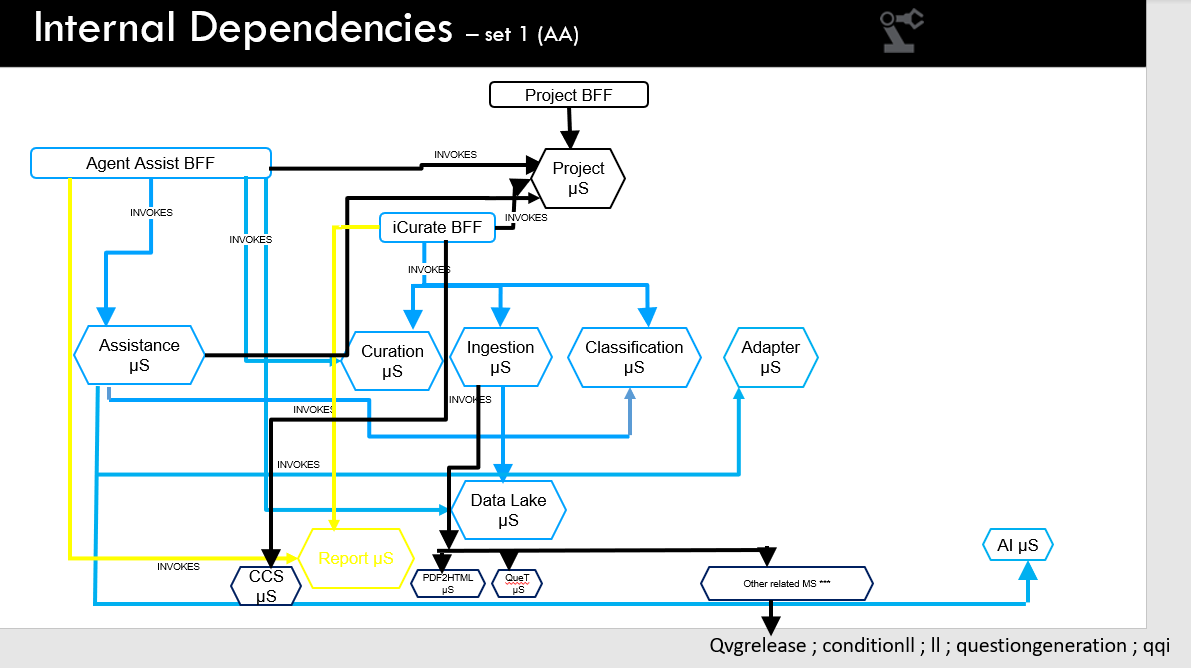 Internal Dependencies – set 1 (AA)
Project BFF
Agent Assist BFF
INVOKES
Project
µS
INVOKES
INVOKES
iCurate BFF
INVOKES
INVOKES
Assistance
µS
Curation
µS
Ingestion
µS
Classification
µS
Adapter
µS
INVOKES
INVOKES
INVOKES
Data Lake
µS
Report µS
INVOKES
CCS
µS
PDF2HTML
µS
QueT
µS
Other related MS ***
AI µS
Qvgrelease ; conditionll ; ll ; questiongeneration ; qqi